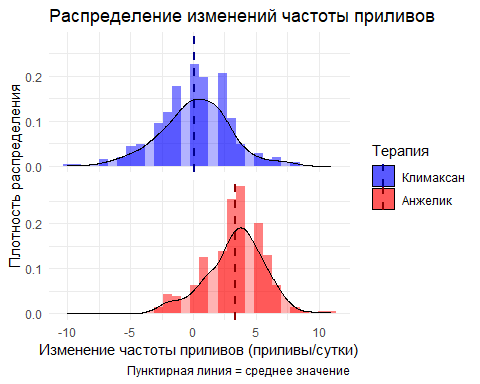 Распределение изменений частоты приливов
Плотность распределения
0.2
0.1
0.0
0.2
0.1
0.0
-10 -5 0 5 10
Изменение частоты приливов (приливы/сутки)
Пунктирная линия = среднее значение
Терапия
Климаксан
Анжелик